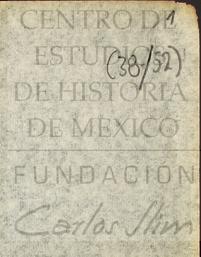 CENTRO DE 1
ESTUDIOS
(38/52)
DE HISTORIA
DE MEXICO
FUNDACION
Carlos Slim